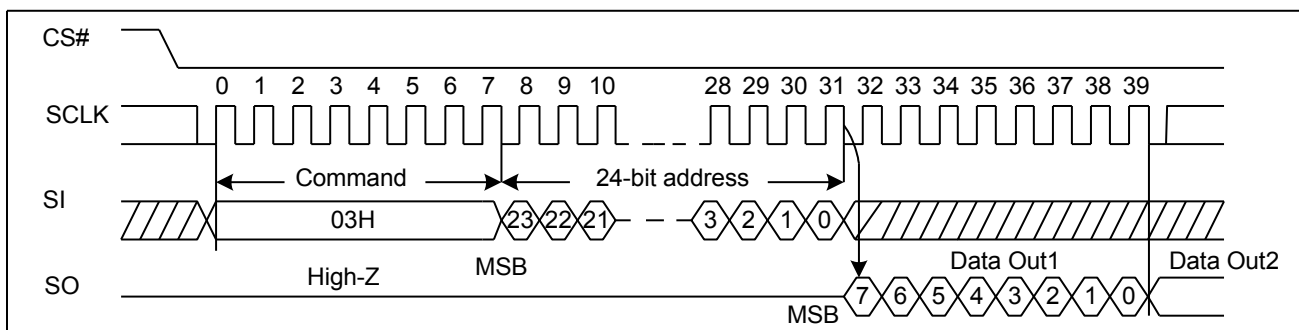 CS#
0 1 2 3 4 5 6 7 8 9 10 28 29 30 31 32 33 34 35 36 37 38 39
SCLK
Command 24-bit address
SI
03H 23 22 21 3 2 1 0
High-Z MSB Data Out1 Data Out2
SO
MSB 7 6 5 4 3 2 1 0